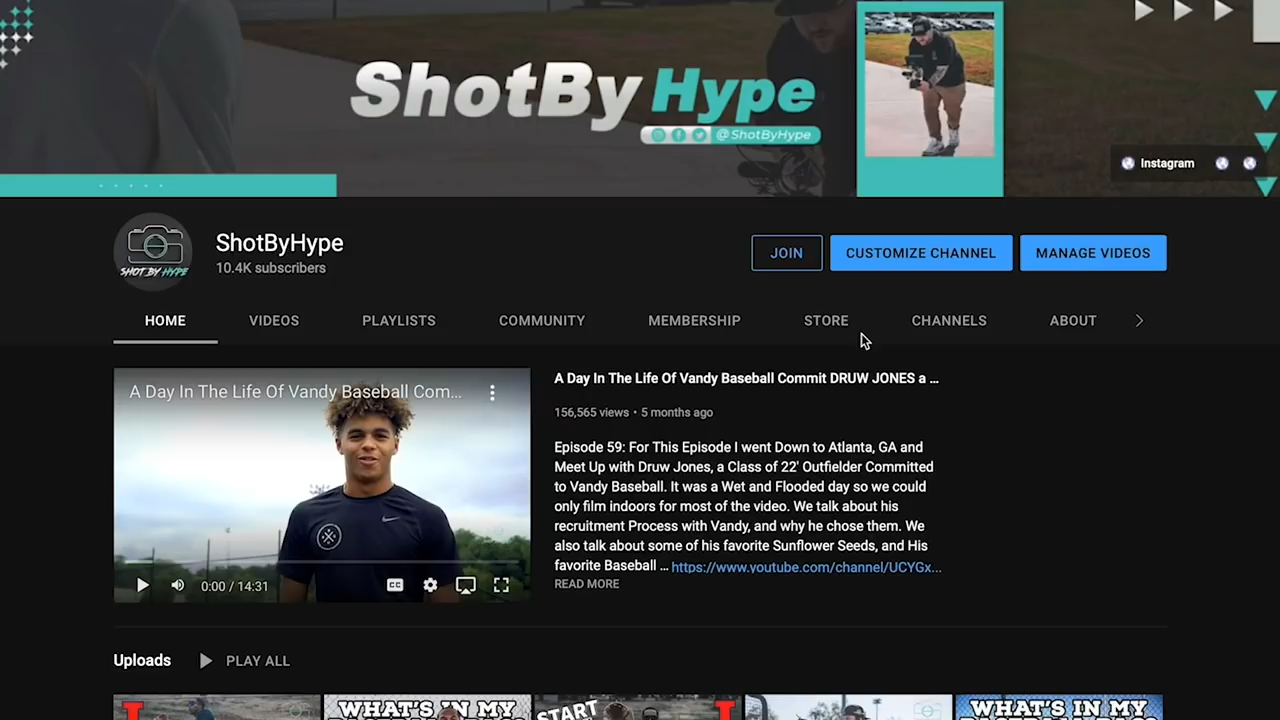 ShotByHype
@ShotByHype
Instagram
SHOT BY HYPE
ShotByHype
10.4K subscribers
JOIN
CUSTOMIZE CHANNEL
MANAGE VIDEOS
HOME
VIDEOS
PLAYLISTS
COMMUNITY
MEMBERSHIP
STORE
CHANNELS
ABOUT
A Day In The Life Of Vandy Baseball Com...
0:00 / 14:31
CC
A Day In The Life Of Vandy Baseball Commit DRUW JONES a ...
156,565 views • 5 months ago
Episode 59: For This Episode I went Down to Atlanta, GA and
Meet Up with Druw Jones, a Class of 22' Outfielder Committed
to Vandy Baseball. It was a Wet and Flooded day so we could
only film indoors for most of the video. We talk about his
recruitment Process with Vandy, and why he chose them. We
also talk about some of his favorite Sunflower Seeds, and His
favorite Baseball ... https://www.youtube.com/channel/UCYGx...
READ MORE
Uploads
PLAY ALL
WHAT'S IN MY
START
WHAT'S IN MY